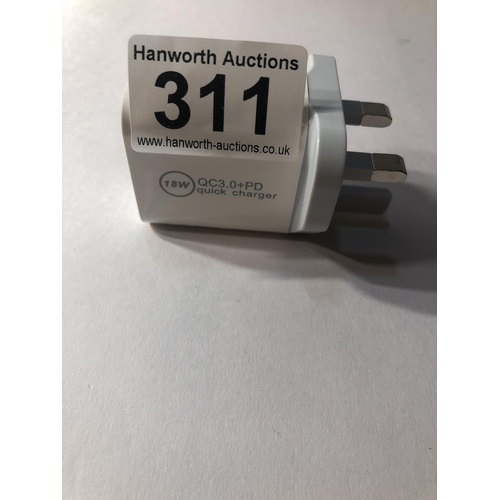 Hanworth Auctions
311
www.hanworth-auctions.co.uk
18W QC3.0+PD
quick charger